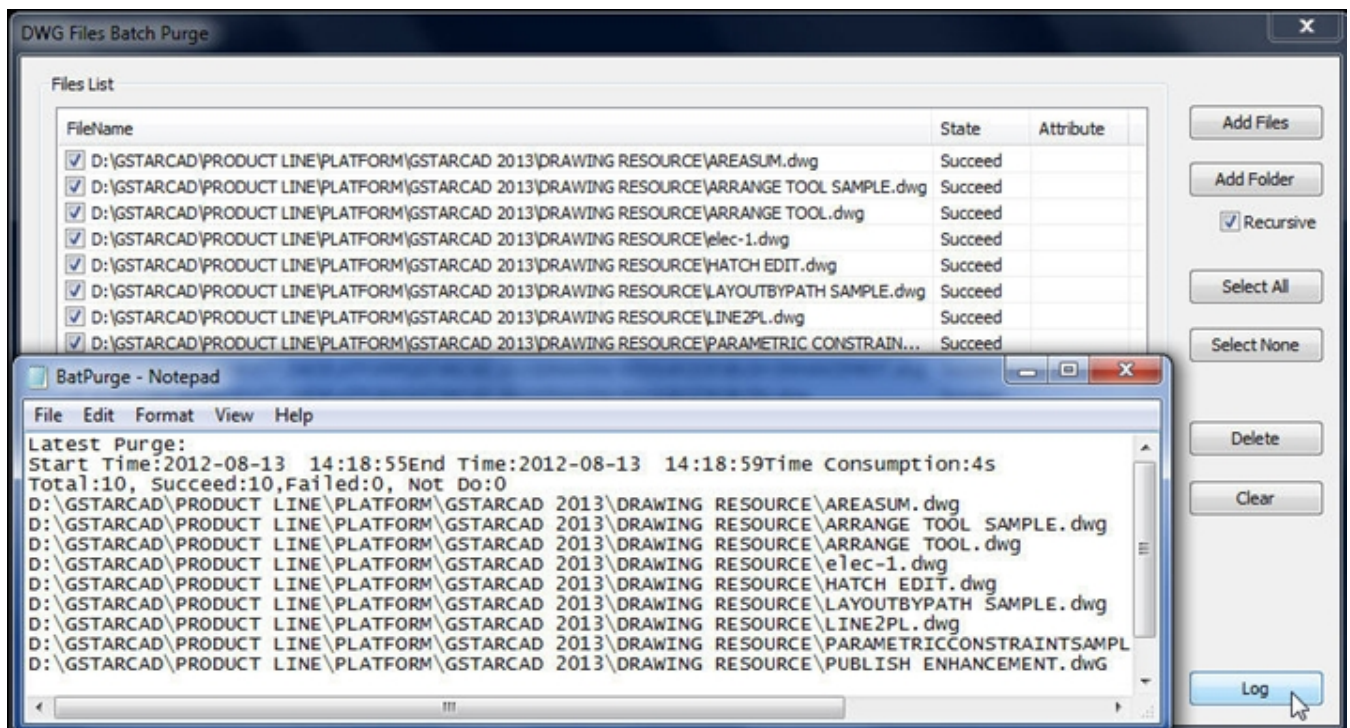 DWG Files Batch Purge
Files List
FileName State Attribute
D:\GSTARCAD\PRODUCT LINE\PLATFORM\GSTARCAD 2013\DRAWING RESOURCE\AREASUM.dwg Succeed
D:\GSTARCAD\PRODUCT LINE\PLATFORM\GSTARCAD 2013\DRAWING RESOURCE\ARRANGE TOOL SAMPLE.dwg Succeed
D:\GSTARCAD\PRODUCT LINE\PLATFORM\GSTARCAD 2013\DRAWING RESOURCE\ARRANGE TOOL.dwg Succeed
D:\GSTARCAD\PRODUCT LINE\PLATFORM\GSTARCAD 2013\DRAWING RESOURCE\elec-1.dwg Succeed
D:\GSTARCAD\PRODUCT LINE\PLATFORM\GSTARCAD 2013\DRAWING RESOURCE\HATCH EDIT.dwg Succeed
D:\GSTARCAD\PRODUCT LINE\PLATFORM\GSTARCAD 2013\DRAWING RESOURCE\LAYOUTBYPATH SAMPLE.dwg Succeed
D:\GSTARCAD\PRODUCT LINE\PLATFORM\GSTARCAD 2013\DRAWING RESOURCE\LINE2PL.dwg Succeed
D:\GSTARCAD\PRODUCT LINE\PLATFORM\GSTARCAD 2013\DRAWING RESOURCE\PARAMETRIC CONSTRAIN... Succeed
Add Files
Add Folder
Recursive
Select All
Select None
Delete
Clear
Log
BatPurge - Notepad
File Edit Format View Help
Latest Purge:
Start Time:2012-08-13 14:18:55End Time:2012-08-13 14:18:59Time Consumption:4s
Total:10, Succeed:10,Failed:0, Not Do:0
D:\GSTARCAD\PRODUCT LINE\PLATFORM\GSTARCAD 2013\DRAWING RESOURCE\AREASUM.dwg
D:\GSTARCAD\PRODUCT LINE\PLATFORM\GSTARCAD 2013\DRAWING RESOURCE\ARRANGE TOOL SAMPLE.dwg
D:\GSTARCAD\PRODUCT LINE\PLATFORM\GSTARCAD 2013\DRAWING RESOURCE\ARRANGE TOOL.dwg
D:\GSTARCAD\PRODUCT LINE\PLATFORM\GSTARCAD 2013\DRAWING RESOURCE\elec-1.dwg
D:\GSTARCAD\PRODUCT LINE\PLATFORM\GSTARCAD 2013\DRAWING RESOURCE\HATCH EDIT.dwg
D:\GSTARCAD\PRODUCT LINE\PLATFORM\GSTARCAD 2013\DRAWING RESOURCE\LAYOUTBYPATH SAMPLE.dwg
D:\GSTARCAD\PRODUCT LINE\PLATFORM\GSTARCAD 2013\DRAWING RESOURCE\LINE2PL.dwg
D:\GSTARCAD\PRODUCT LINE\PLATFORM\GSTARCAD 2013\DRAWING RESOURCE\PARAMETRICCONSTRAINTSAMPL
D:\GSTARCAD\PRODUCT LINE\PLATFORM\GSTARCAD 2013\DRAWING RESOURCE\PUBLISH ENHANCEMENT.dwG